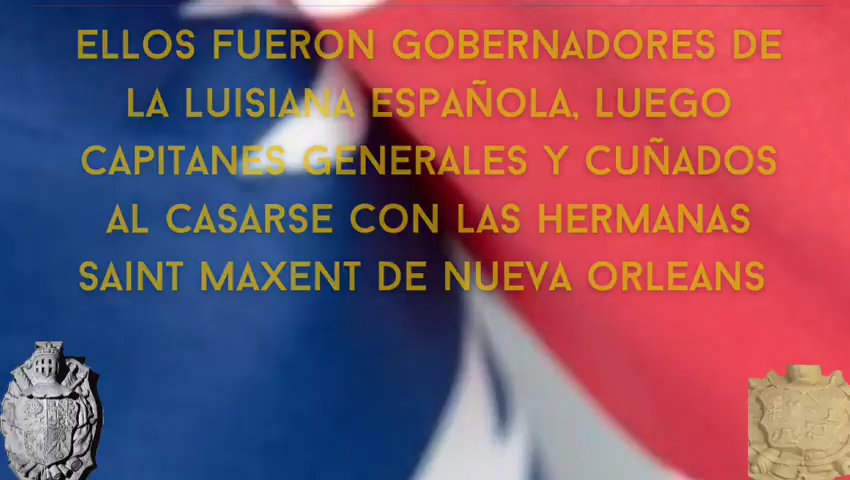 ELLOS FUERON GOBERNADORES DE
LA LUISIANA ESPAÑOLA, LUEGO
CAPITANES GENERALES Y CUÑADOS
AL CASARSE CON LAS HERMANAS
SAINT MAXENT DE NUEVA ORLEANS